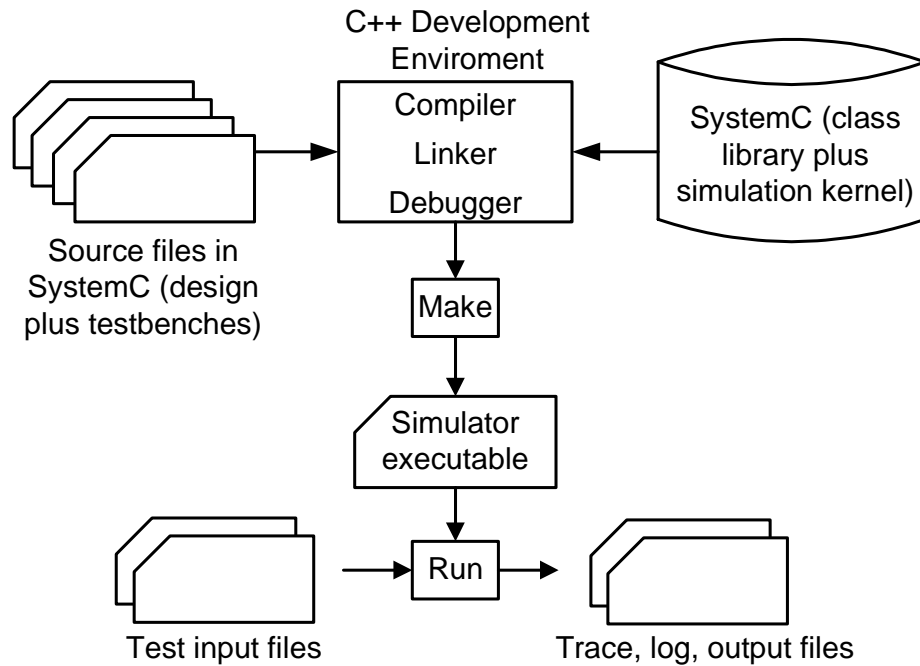 C++ Development
Enviroment
Compiler
Linker
Debugger
SystemC (class
library plus
simulation kernel)
Source files in
SystemC (design
plus testbenches)
Make
Simulator
executable
Run
Test input files
Trace, log, output files